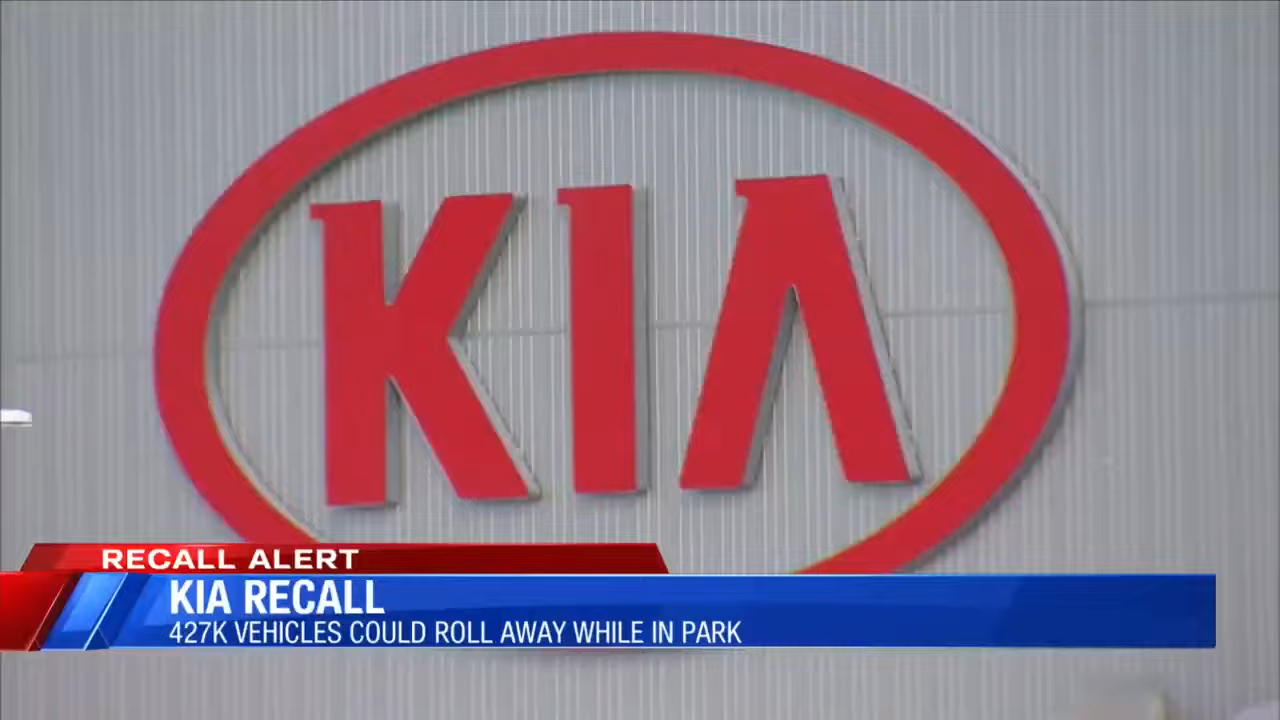 KIA
RECALL ALERT
KIA RECALL
427K VEHICLES COULD ROLL AWAY WHILE IN PARK